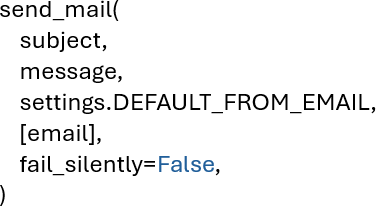 send_mail(
    subject,
    message,
    settings.DEFAULT_FROM_EMAIL,
    [email],
    fail_silently=False,
)